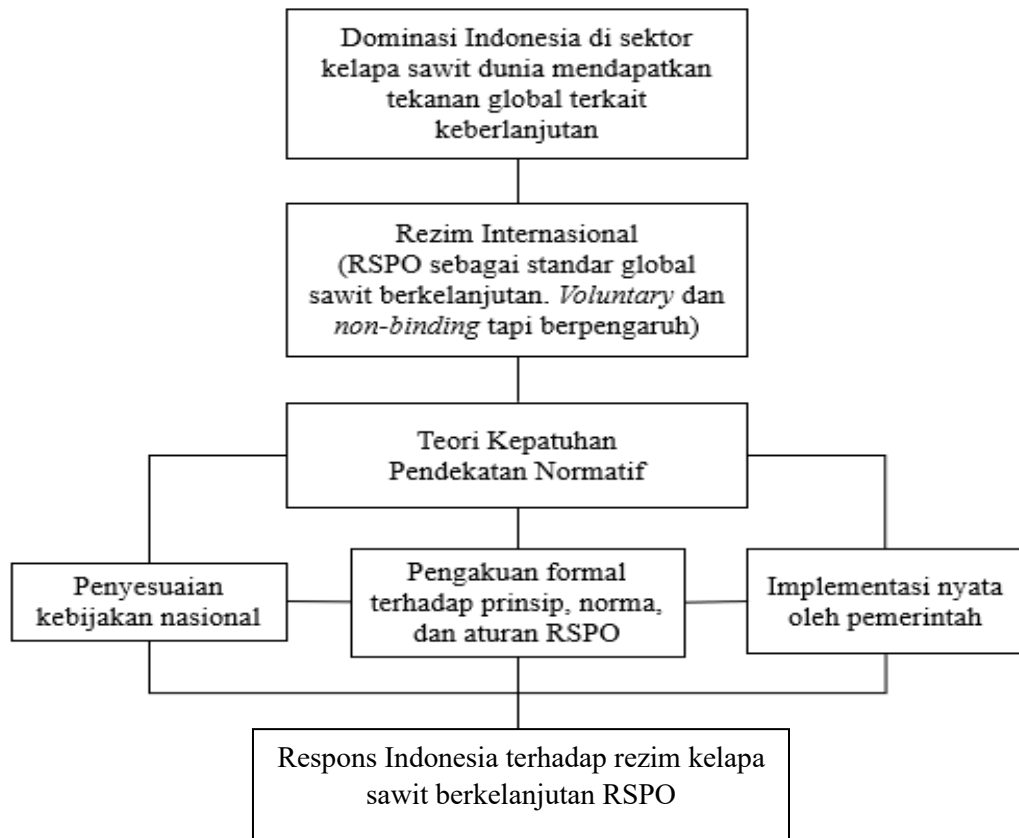 Dominasi Indonesia di sektor
kelapa sawit dunia mendapatkan
tekanan global terkait
keberlanjutan
Rezim Internasional
(RSPO sebagai standar global
sawit berkelanjutan. Voluntary dan
non-binding tapi berpengaruh)
Teori Kepatuhan
Pendekatan Normatif
Penyesuaian
kebijakan nasional
Pengakuan formal
terhadap prinsip, norma,
dan aturan RSPO
Implementasi nyata
oleh pemerintah
Respons Indonesia terhadap rezim kelapa
sawit berkelanjutan RSPO